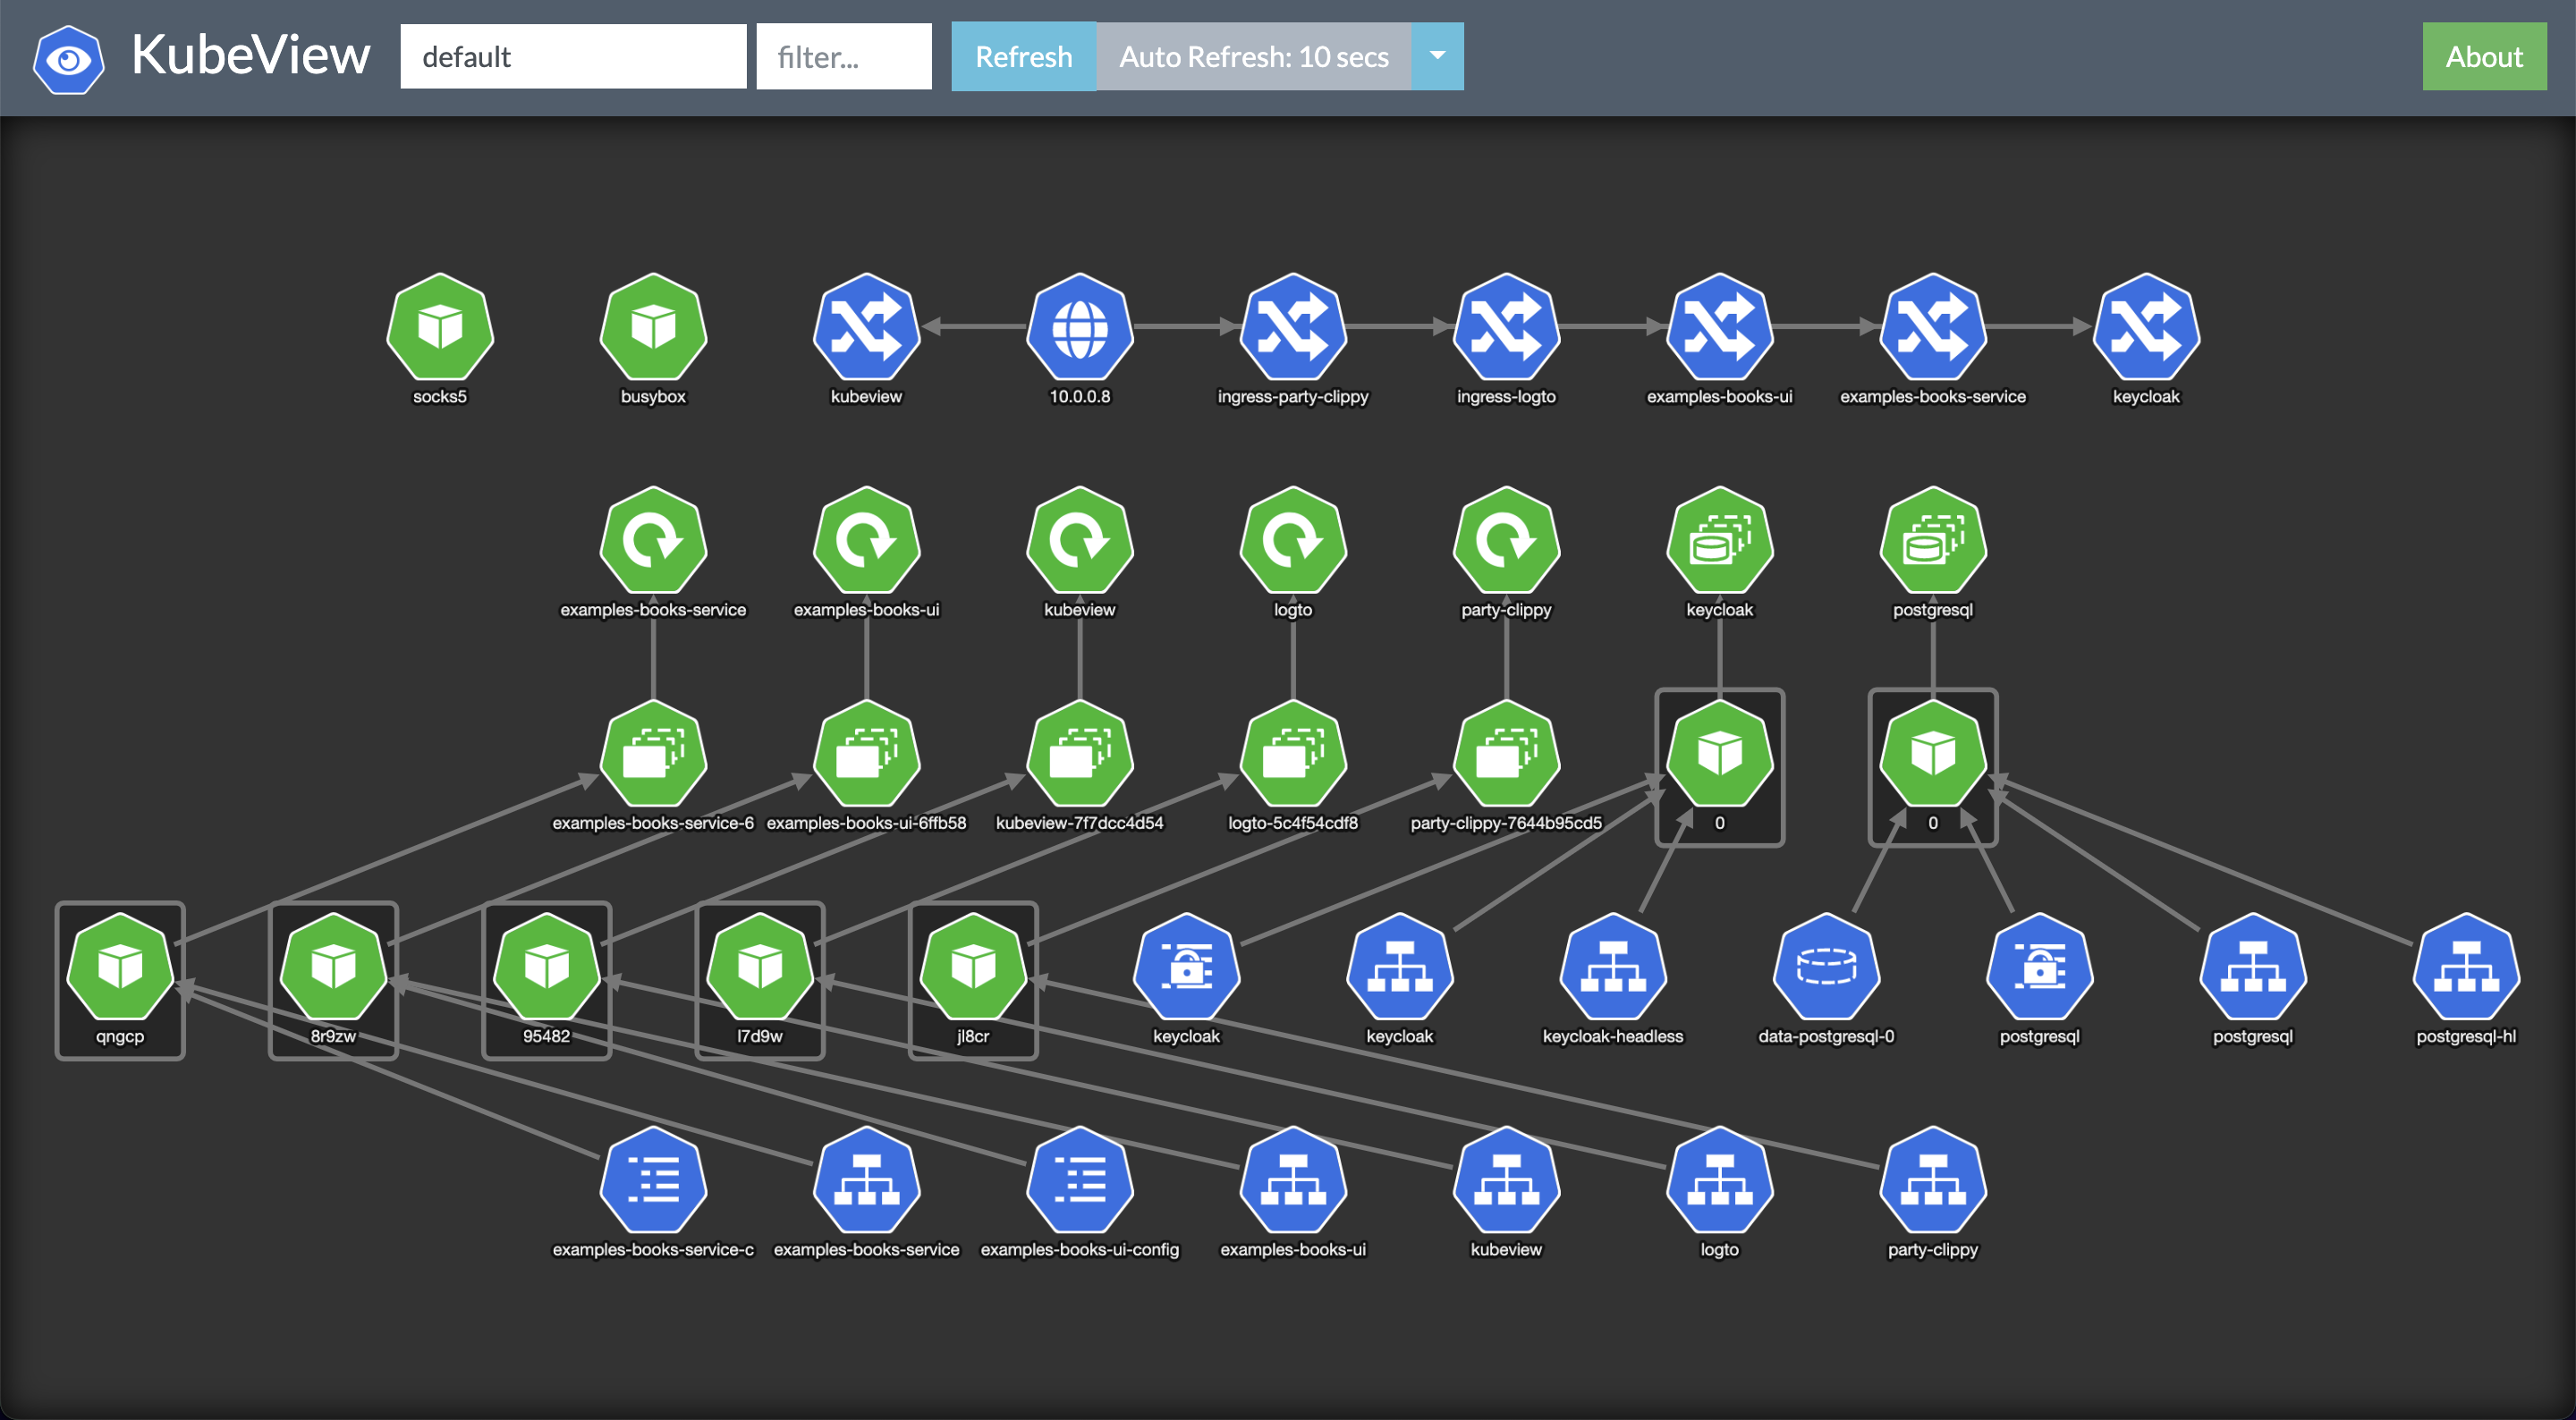 KubeView default filter... Refresh Auto Refresh: 10 secs About
socks5 busybox kubeview 10.0.0.8 ingress-party-clippy ingress-logto examples-books-ui examples-books-service keycloak
examples-books-service examples-books-ui kubeview logto party-clippy keycloak postgresql
examples-books-service-6 examples-books-ui-6ffb58 kubeview-7f7dcc4d54 logto-5c4f54cdf8 party-clippy-7644b95cd5 0 0
qngcp 8r9zw 95482 l7d9w jl8cr keycloak keycloak keycloak-headless data-postgresql-0 postgresql postgresql postgresql-hl
examples-books-service-c examples-books-service examples-books-ui-config examples-books-ui kubeview logto party-clippy